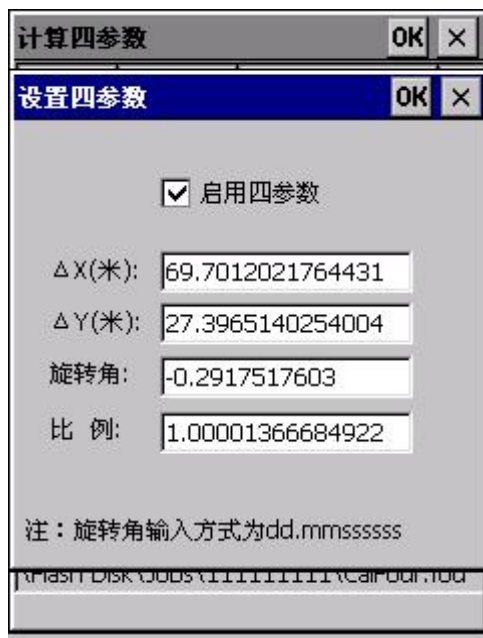 计算四参数 OK ×
设置四参数 OK ×
启用四参数
ΔX(米): 69.7012021764431
ΔY(米): 27.3965140254004
旋转角: -0.2917517603
比 例: 1.00001366684922
注：旋转角输入方式为dd.mmssssss